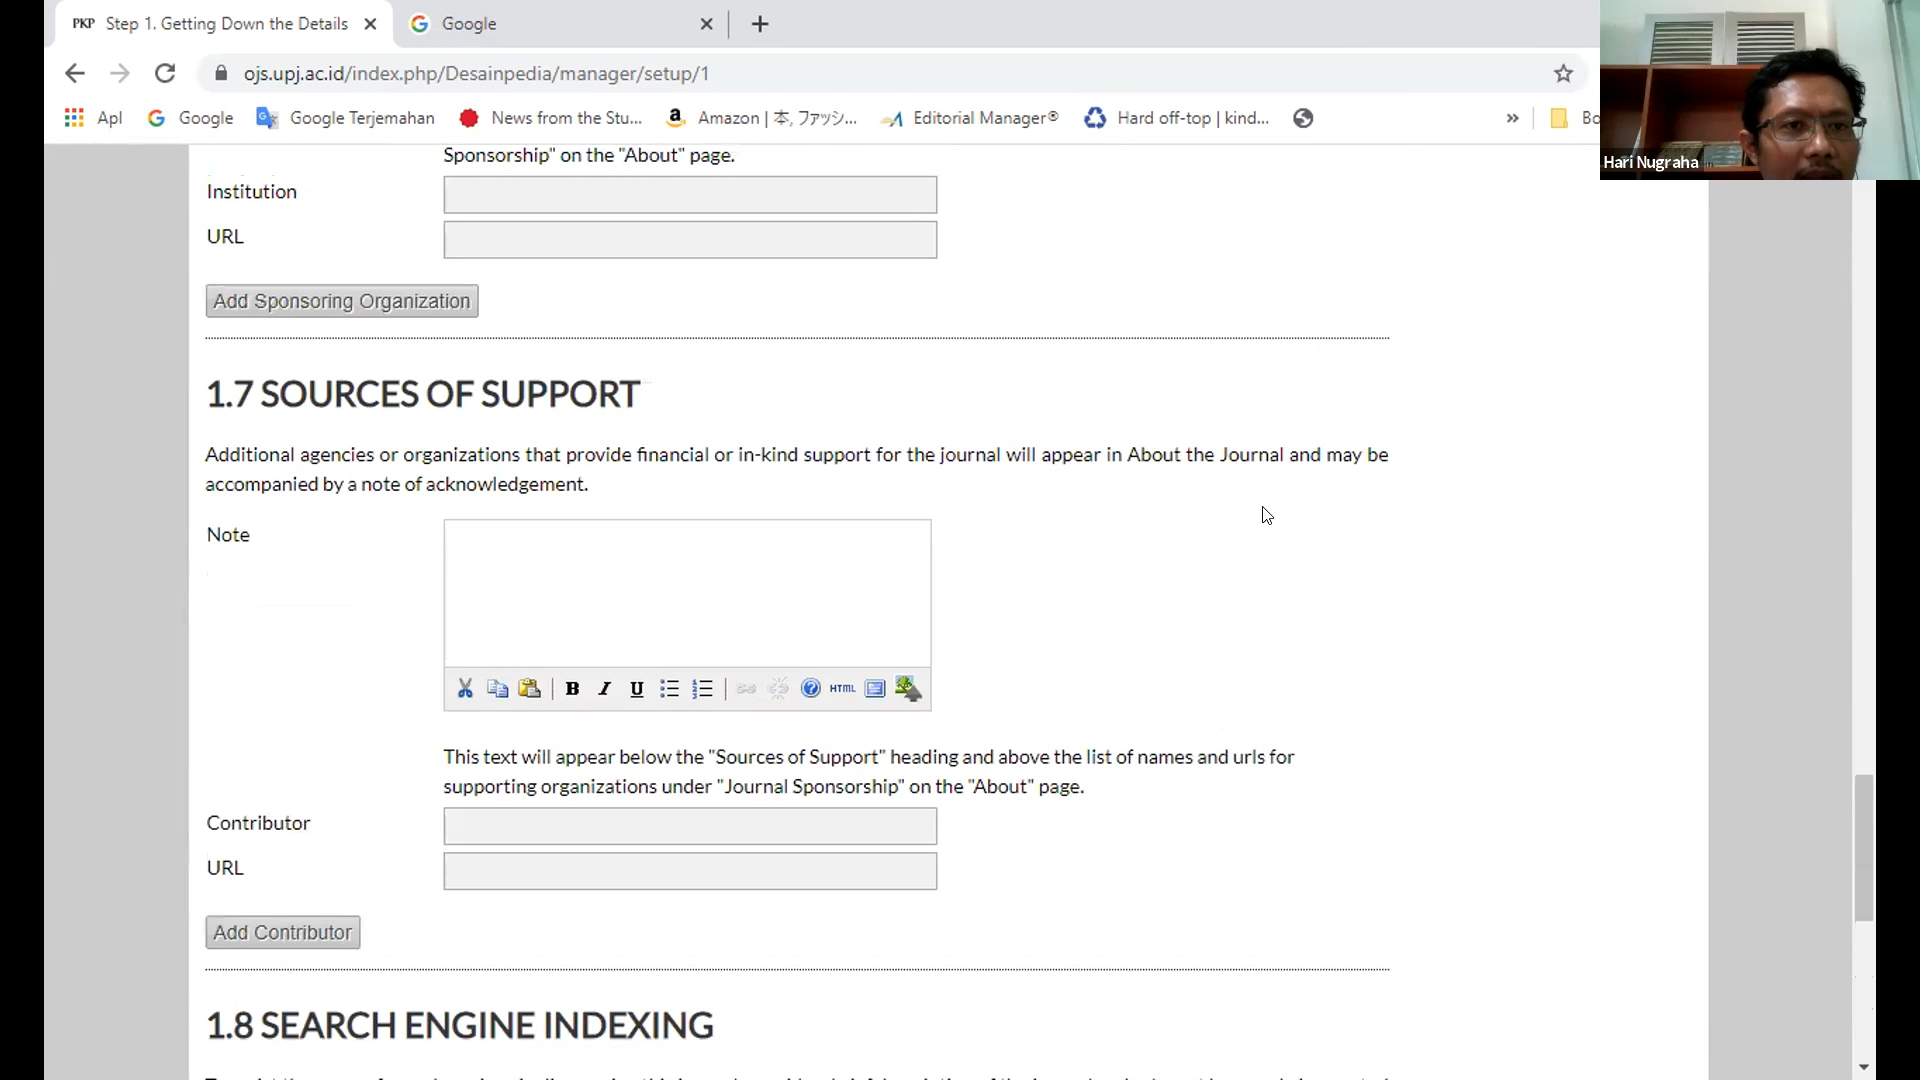 PKP Step 1. Getting Down the Details
Google
ojs.upj.ac.id/index.php/Desainpedia/manager/setup/1
Apl
Google
Google Terjemahan
News from the Stu...
Amazon | 本, ファッシ...
Editorial Manager®
Hard off-top | kind...
»
Bo
Hari Nugraha
Sponsorship" on the "About" page.
Institution
URL
Add Sponsoring Organization
1.7 SOURCES OF SUPPORT
Additional agencies or organizations that provide financial or in-kind support for the journal will appear in About the Journal and may be
accompanied by a note of acknowledgement.
Note
B I U HTML
This text will appear below the "Sources of Support" heading and above the list of names and urls for
supporting organizations under "Journal Sponsorship" on the "About" page.
Contributor
URL
Add Contributor
1.8 SEARCH ENGINE INDEXING